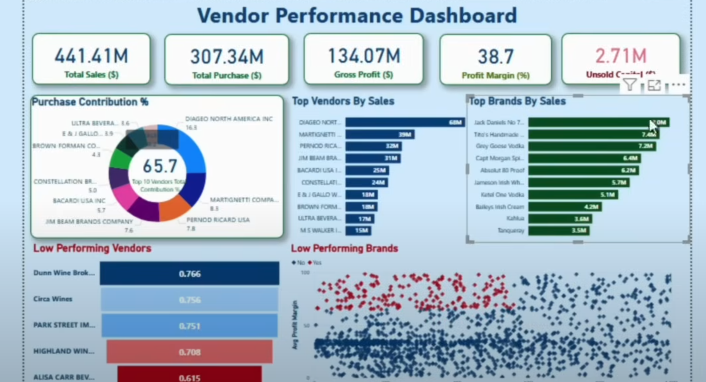 Vendor Performance Dashboard
441.41M
Total Sales ($)
307.34M
Total Purchase ($)
134.07M
Gross Profit ($)
38.7
Profit Margin (%)
2.71M
Unsold Capital ($)
Purchase Contribution %
DIAGEO NORTH AMERICA INC
16.3
MARTIGNETTI COMPA...
8.3
PERNOD RICARD USA
7.8
JIM BEAM BRANDS COMPANY
7.6
BACARDI USA INC
5.7
CONSTELLATION BR...
5.0
BROWN FORMAN CO...
4.3
E & J GALLO... 3.9
ULTRA BEVERA... 3.6
65.7
Top 10 Vendors Total
Contribution %
Top Vendors By Sales
DIAGEO NORT... 68M
MARTIGNETTI ... 39M
PERNOD RICA... 32M
JIM BEAM BRA... 31M
BACARDI USA I... 25M
CONSTELLATI... 24M
E & J GALLO W... 18M
BROWN FORM... 18M
ULTRA BEVERA... 17M
M S WALKER I... 15M
Top Brands By Sales
Jack Daniels No 7...
Tito's Handmade ... 7.4M
Grey Goose Vodka 7.2M
Capt Morgan Spi... 6.4M
Absolut 80 Proof 6.2M
Jameson Irish Wh... 5.7M
Ketel One Vodka 5.1M
Baileys Irish Cream 4.2M
Kahlua 3.6M
Tanqueray 3.5M
Low Performing Vendors
Dunn Wine Brok... 0.766
Circa Wines 0.756
PARK STREET IM... 0.751
HIGHLAND WIN... 0.708
ALISA CARR BEV... 0.615
Low Performing Brands
No Yes
Avg Profit Margin
100
50
0